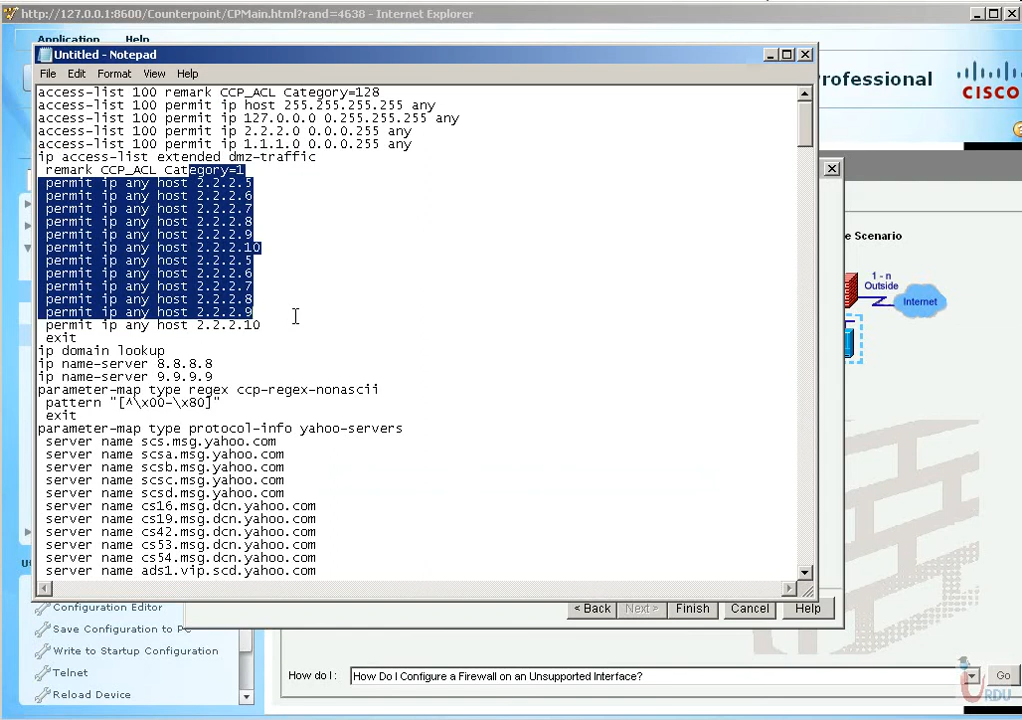 http://127.0.0.1:8600/Counterpoint/CPMain.html?rand=4638 - Internet Explorer
Application Help
Untitled - Notepad
File Edit Format View Help
rofessional
CISCO
access-list 100 remark CCP_ACL Category=128
access-list 100 permit ip host 255.255.255.255 any
access-list 100 permit ip 127.0.0.0 0.255.255.255 any
access-list 100 permit ip 2.2.2.0 0.0.0.255 any
access-list 100 permit ip 1.1.1.0 0.0.0.255 any
ip access-list extended dmz-traffic
remark CCP_ACL Category=1
permit ip any host 2.2.2.5
permit ip any host 2.2.2.6
permit ip any host 2.2.2.7
permit ip any host 2.2.2.8
permit ip any host 2.2.2.9
permit ip any host 2.2.2.10
permit ip any host 2.2.2.5
permit ip any host 2.2.2.6
permit ip any host 2.2.2.7
permit ip any host 2.2.2.8
permit ip any host 2.2.2.9
permit ip any host 2.2.2.10
exit
ip domain lookup
ip name-server 8.8.8.8
ip name-server 9.9.9.9
parameter-map type regex ccp-regex-nonascii
pattern "[^\x00-\x80]"
exit
parameter-map type protocol-info yahoo-servers
server name scs.msg.yahoo.com
server name scsa.msg.yahoo.com
server name scsb.msg.yahoo.com
server name scsc.msg.yahoo.com
server name scsd.msg.yahoo.com
server name cs16.msg.dcn.yahoo.com
server name cs19.msg.dcn.yahoo.com
server name cs42.msg.dcn.yahoo.com
server name cs53.msg.dcn.yahoo.com
server name cs54.msg.dcn.yahoo.com
server name ads1.vip.scd.yahoo.com
e Scenario
1 - n
Outside
Internet
Configuration Editor
Save Configuration to PC
Write to Startup Configuration
Telnet
Reload Device
< Back Next > Finish Cancel Help
How do I : How Do I Configure a Firewall on an Unsupported Interface? Go
URDU